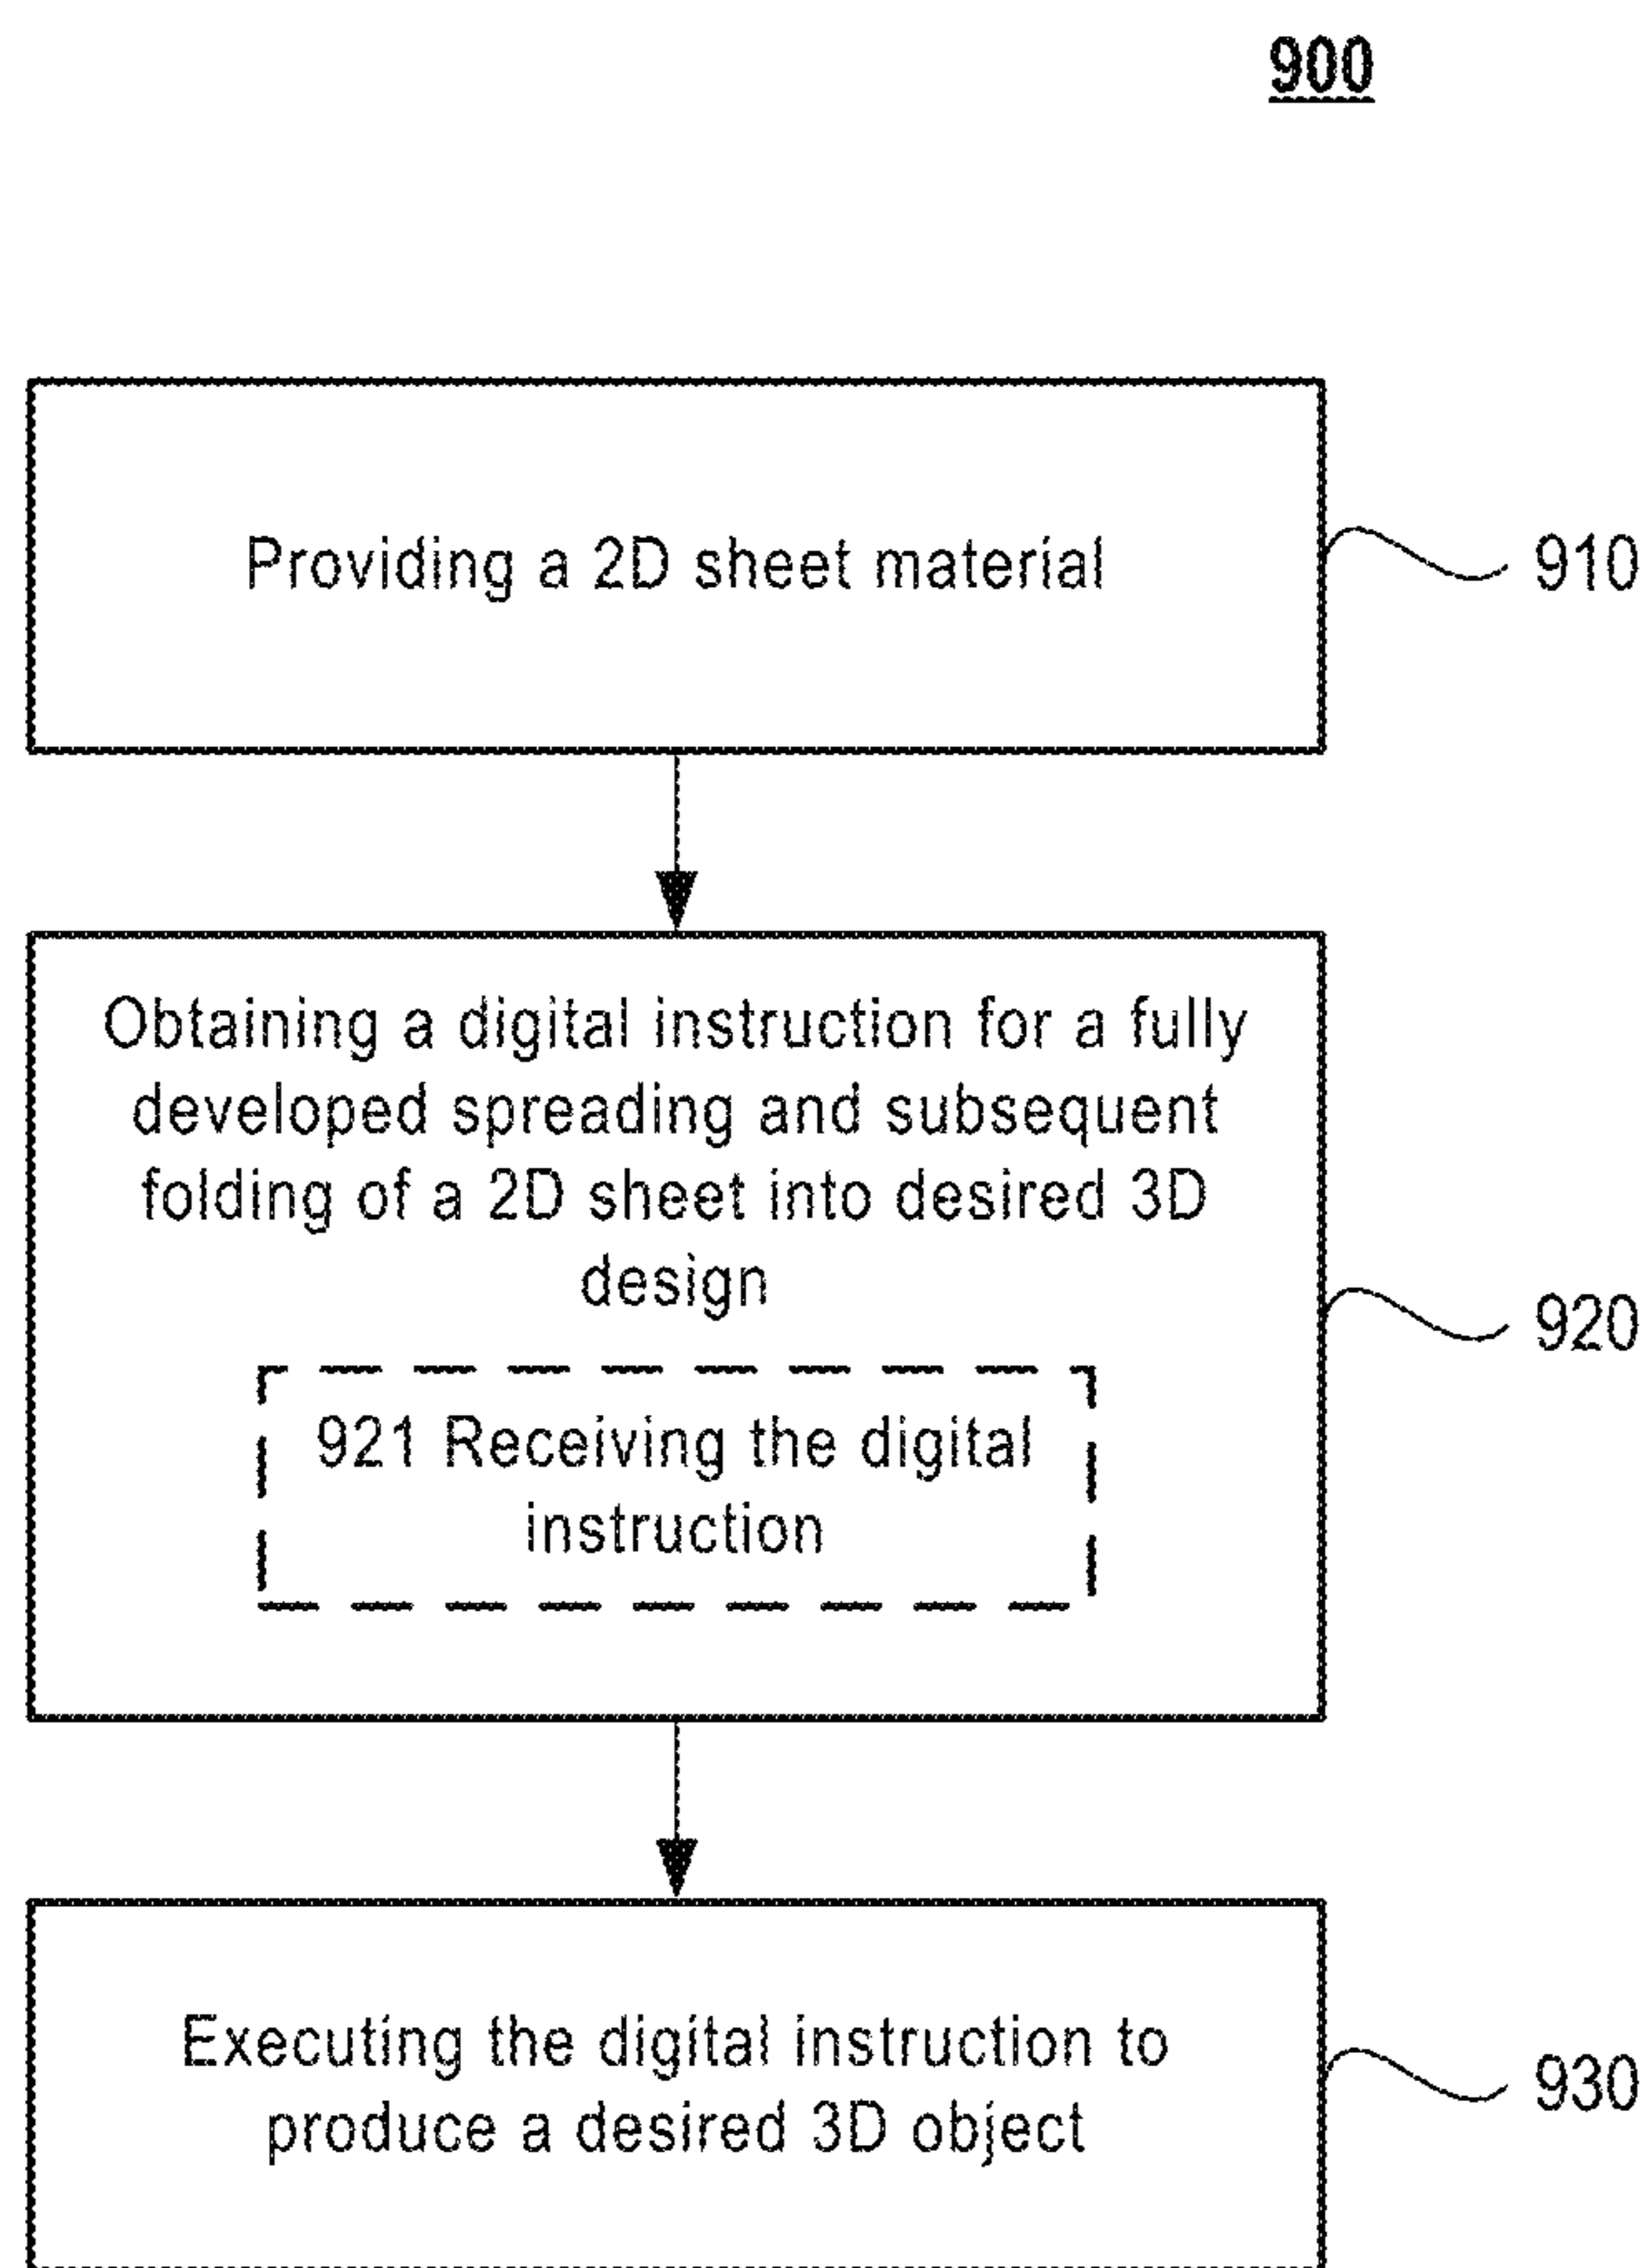 900
Providing a 2D sheet material
910
Obtaining a digital instruction for a fully
developed spreading and subsequent
folding of a 2D sheet into desired 3D
design
920
921 Receiving the digital
instruction
Executing the digital instruction to
produce a desired 3D object
930